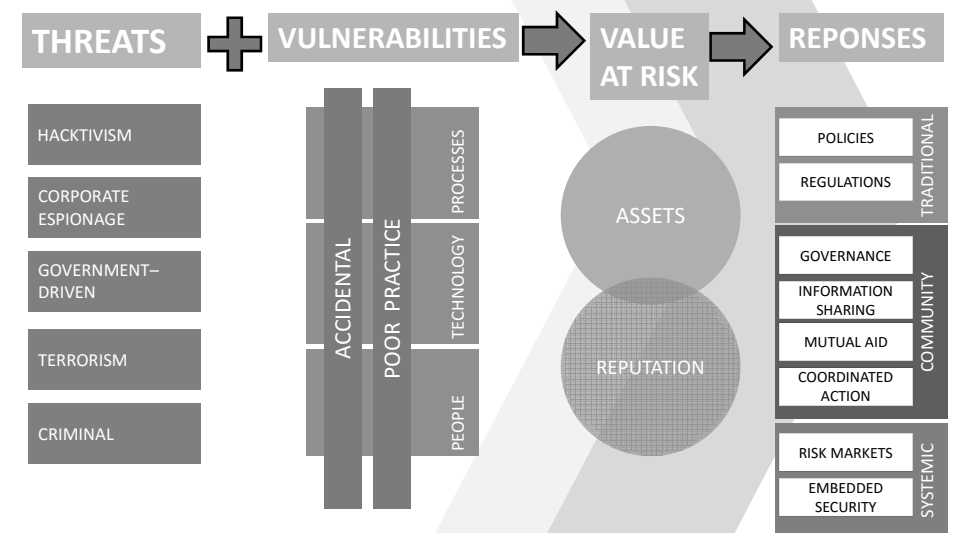 THREATS
VULNERABILITIES
VALUE
AT RISK
REPONSES
HACKTIVISM
CORPORATE
ESPIONAGE
GOVERNMENT–
DRIVEN
TERRORISM
CRIMINAL
ACCIDENTAL
POOR PRACTICE
PROCESSES
TECHNOLOGY
PEOPLE
ASSETS
REPUTATION
POLICIES
REGULATIONS
TRADITIONAL
GOVERNANCE
INFORMATION
SHARING
MUTUAL AID
COORDINATED
ACTION
COMMUNITY
RISK MARKETS
EMBEDDED
SECURITY
SYSTEMIC